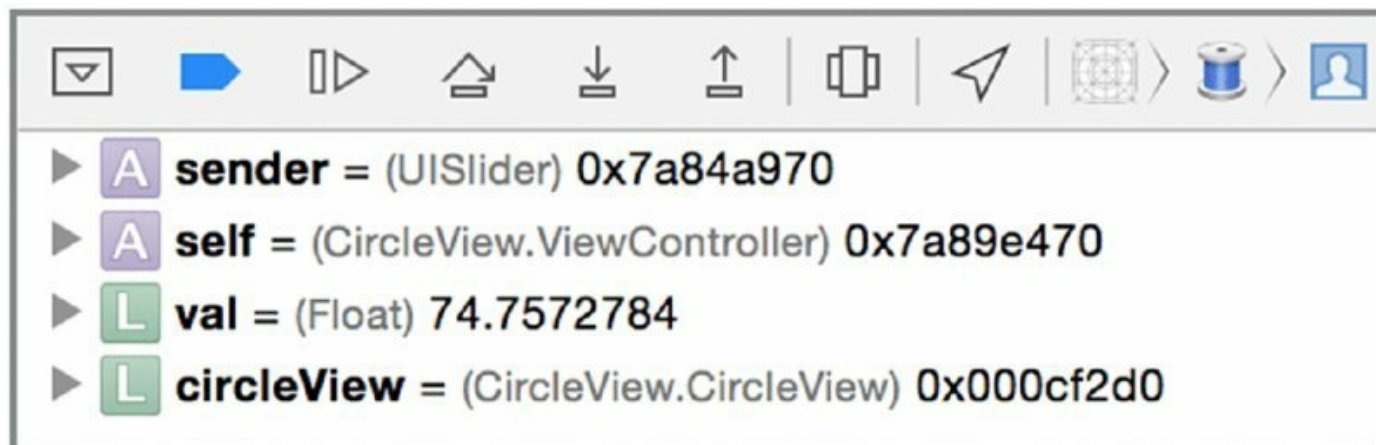 A sender = (UISlider) 0x7a84a970
A self = (CircleView.ViewController) 0x7a89e470
L val = (Float) 74.7572784
L circleView = (CircleView.CircleView) 0x000cf2d0